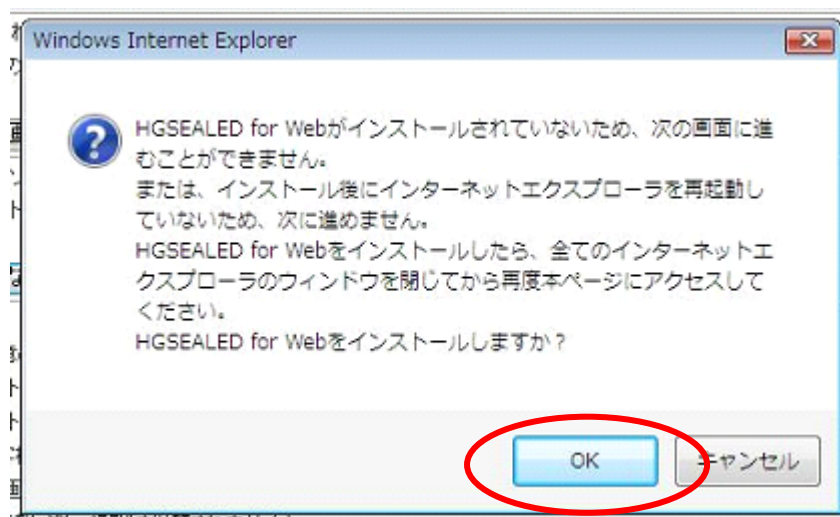 Windows Internet Explorer
HGSEALED for Webがインストールされていないため、次の画面に進
むことができません。
または、インストール後にインターネットエクスプローラを再起動し
ていないため、次に進めません。
HGSEALED for Webをインストールしたら、全てのインターネットエ
クスプローラのウィンドウを閉じてから再度本ページにアクセスして
ください。
HGSEALED for Webをインストールしますか？
OK
キャンセル